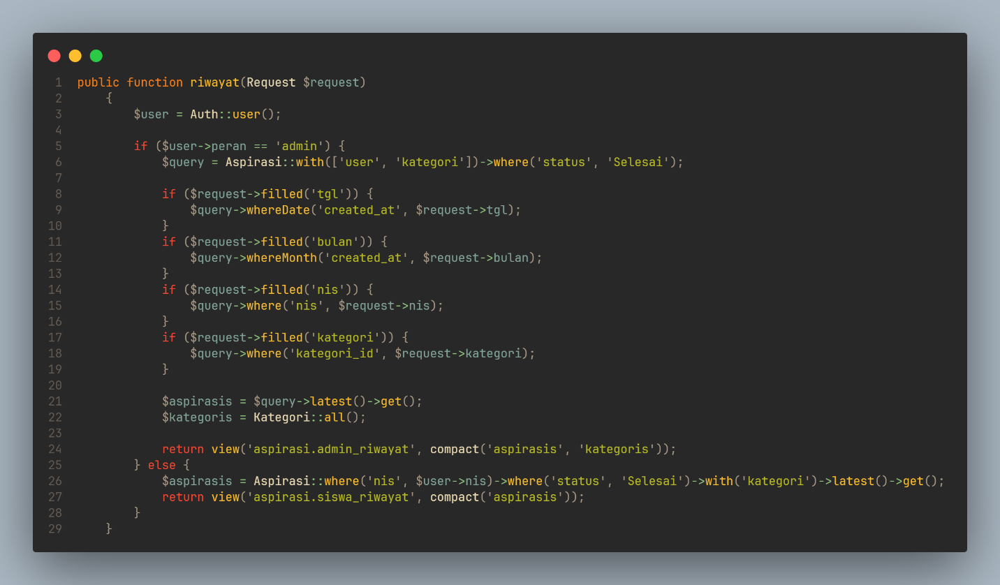 1 public function riwayat(Request $request)
2     {
3         $user = Auth::user();
4
5         if ($user->peran == 'admin') {
6             $query = Aspirasi::with(['user', 'kategori'])->where('status', 'Selesai');
7
8             if ($request->filled('tgl')) {
9                 $query->whereDate('created_at', $request->tgl);
10             }
11             if ($request->filled('bulan')) {
12                 $query->whereMonth('created_at', $request->bulan);
13             }
14             if ($request->filled('nis')) {
15                 $query->where('nis', $request->nis);
16             }
17             if ($request->filled('kategori')) {
18                 $query->where('kategori_id', $request->kategori);
19             }
20
21             $aspirasis = $query->latest()->get();
22             $kategoris = Kategori::all();
23
24             return view('aspirasi.admin_riwayat', compact('aspirasis', 'kategoris'));
25         } else {
26             $aspirasis = Aspirasi::where('nis', $user->nis)->where('status', 'Selesai')->with('kategori')->latest()->get();
27             return view('aspirasi.siswa_riwayat', compact('aspirasis'));
28         }
29     }